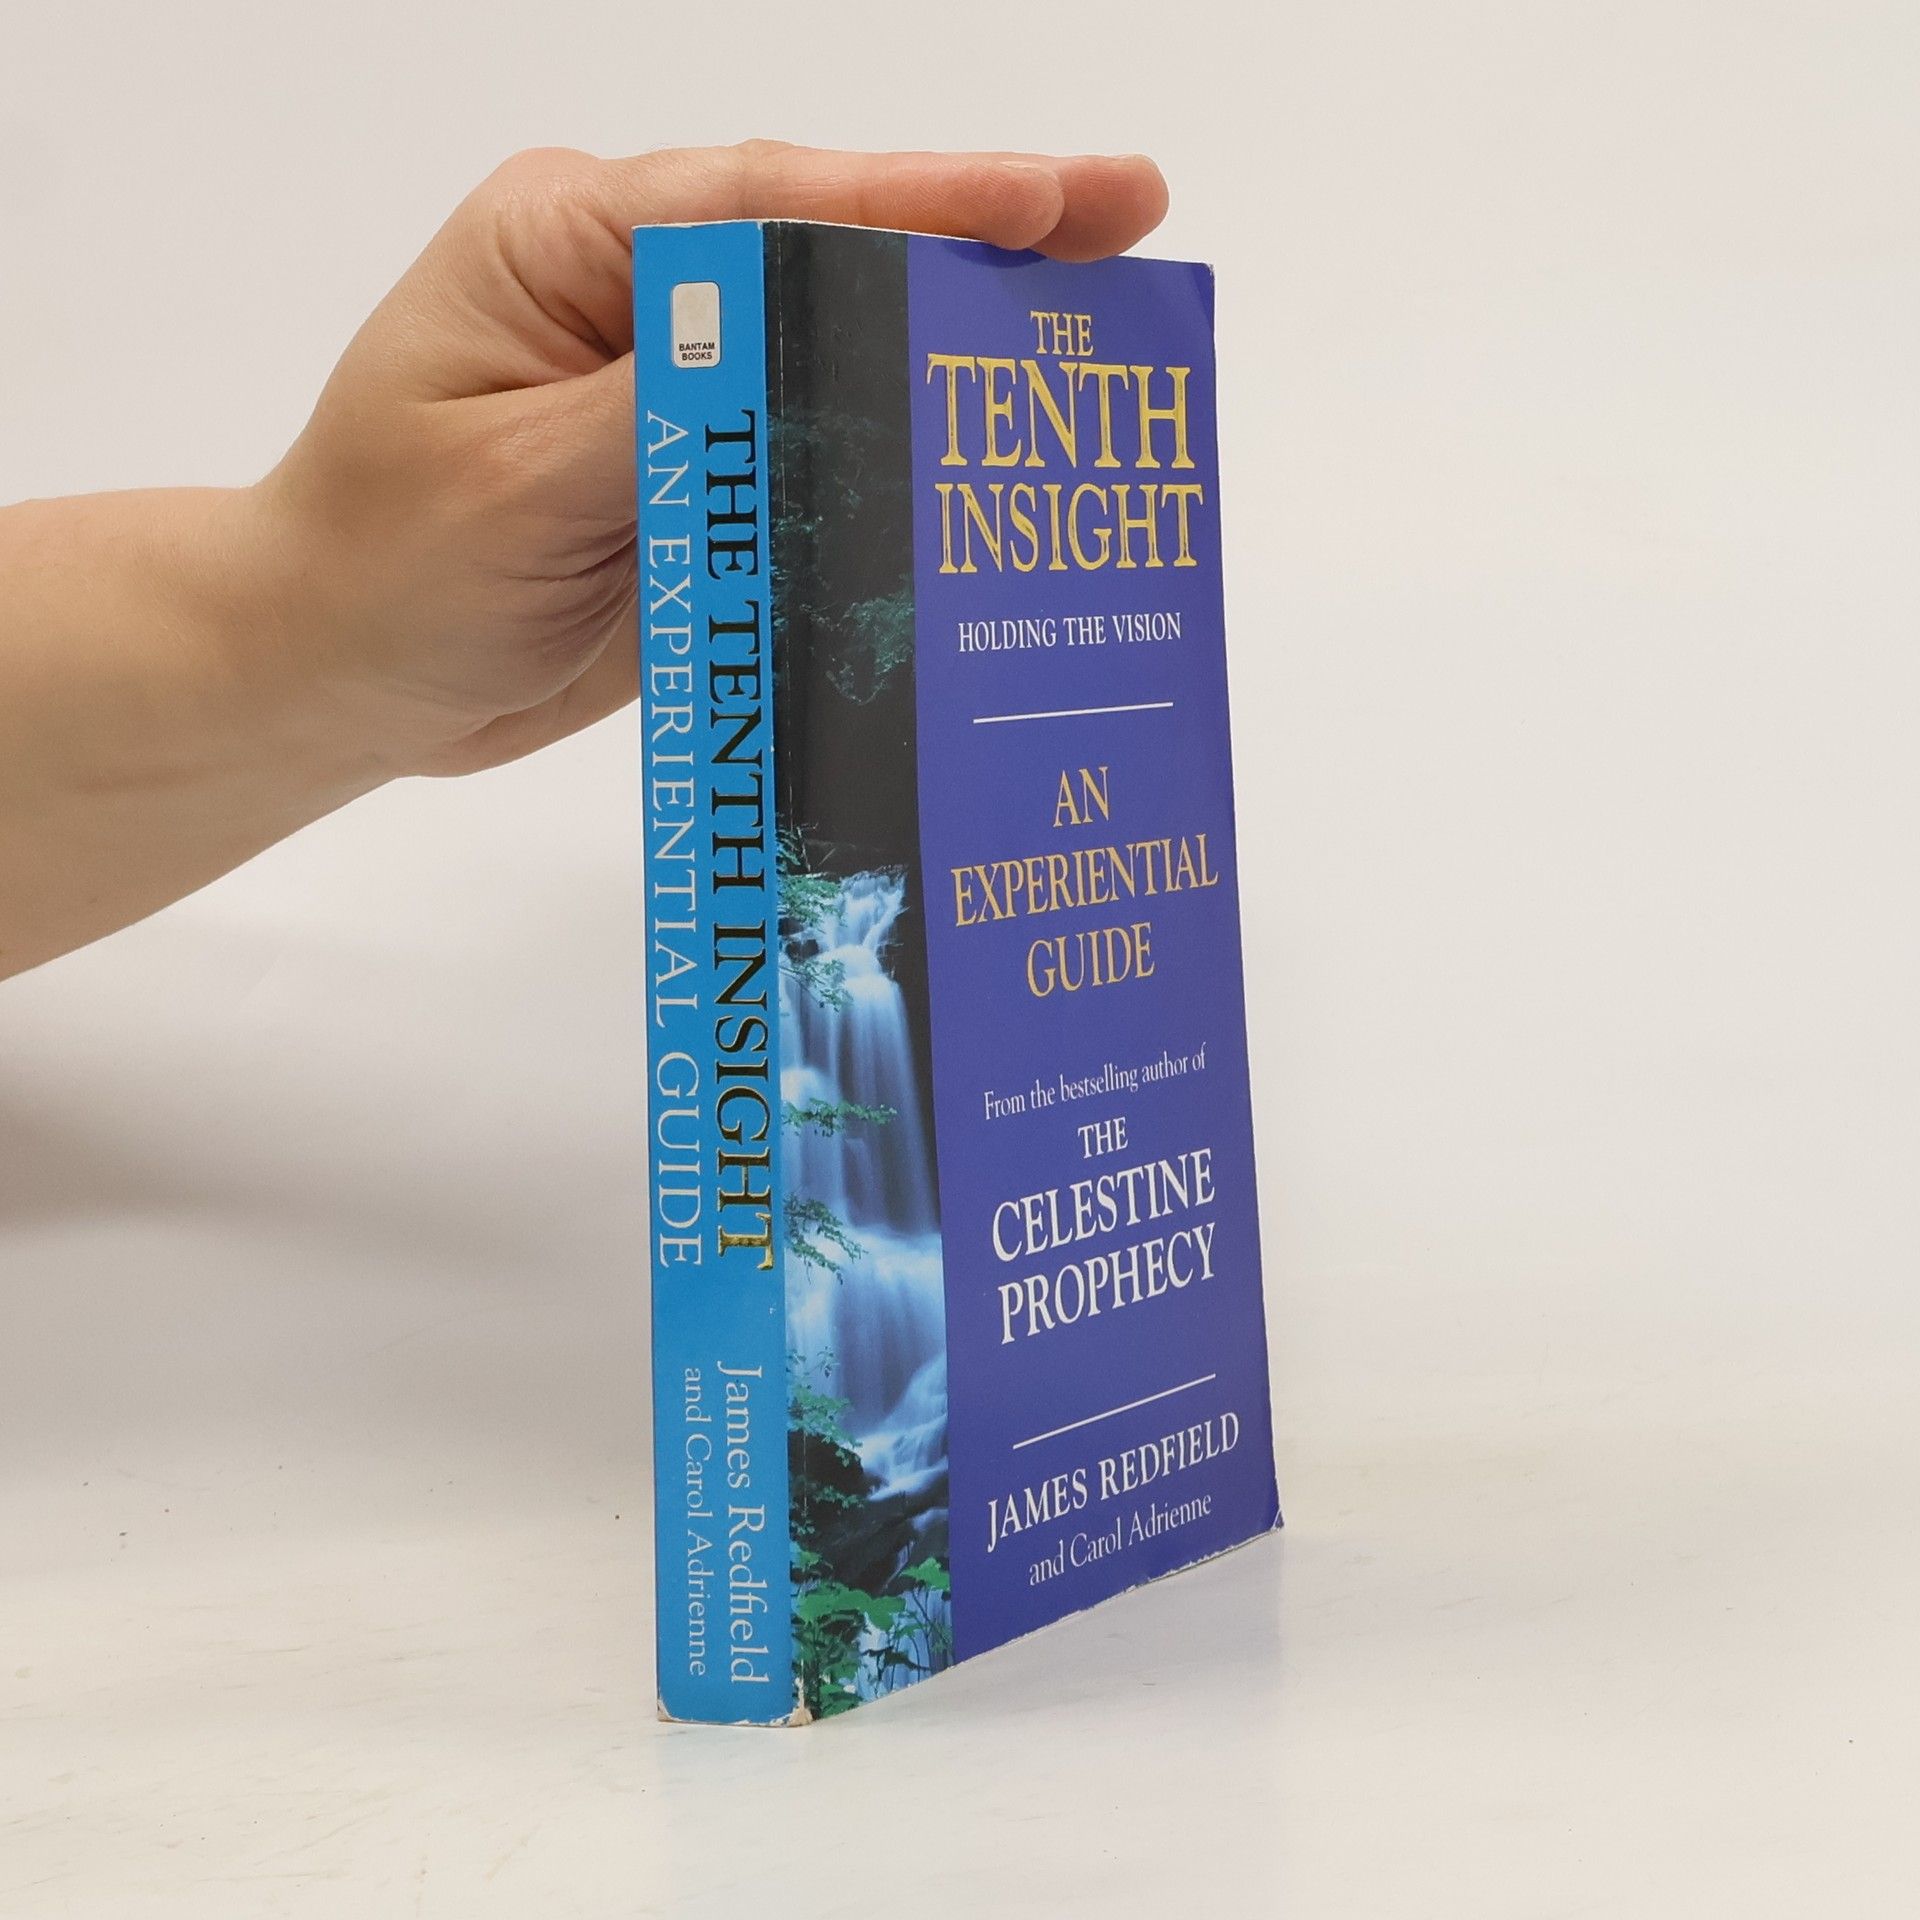 BANTAM
BOOKS
THE TENTH INSIGHT
AN EXPERIENTIAL GUIDE
James Redfield
and Carol Adrienne
THE
TENTH
INSIGHT
HOLDING THE VISION
AN
EXPERIENTIAL
GUIDE
From the bestselling author of
THE
CELESTINE
PROPHECY
JAMES REDFIELD
and Carol Adrienne